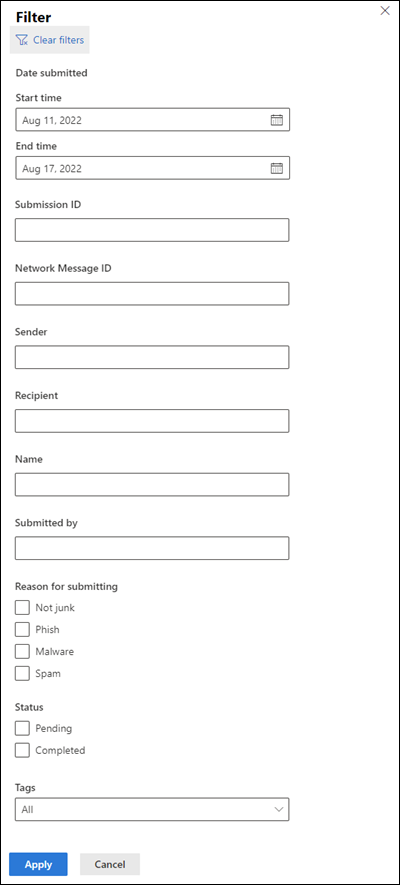 Filter
Clear filters
Date submitted
Start time
Aug 11, 2022
End time
Aug 17, 2022
Submission ID
Network Message ID
Sender
Recipient
Name
Submitted by
Reason for submitting
Not junk
Phish
Malware
Spam
Status
Pending
Completed
Tags
All
Apply Cancel